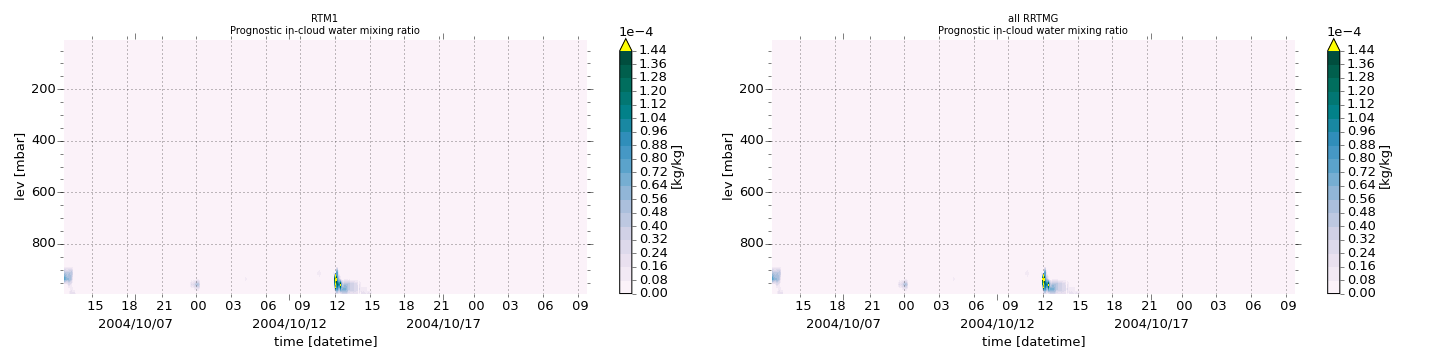 RTM1
Prognostic in-cloud water mixing ratio
1e−4
1.44
1.36
1.28
1.20
1.12
1.04
0.96
0.88
0.80
0.72
0.64
0.56
0.48
0.40
0.32
0.24
0.16
0.08
0.00
[kg/kg]
lev [mbar]
200
400
600
800
15 18 21 00 03 09 12 15 18 21 00 03 06 09
2004/10/07 2004/10/12 2004/10/17
time [datetime]
all RRTMG
Prognostic in-cloud water mixing ratio
1e−4
1.44
1.36
1.28
1.20
1.12
1.04
0.96
0.88
0.80
0.72
0.64
0.56
0.48
0.40
0.32
0.24
0.16
0.08
0.00
[kg/kg]
lev [mbar]
200
400
600
800
15 18 21 00 03 09 12 15 18 21 00 03 06 09
2004/10/07 2004/10/12 2004/10/17
time [datetime]